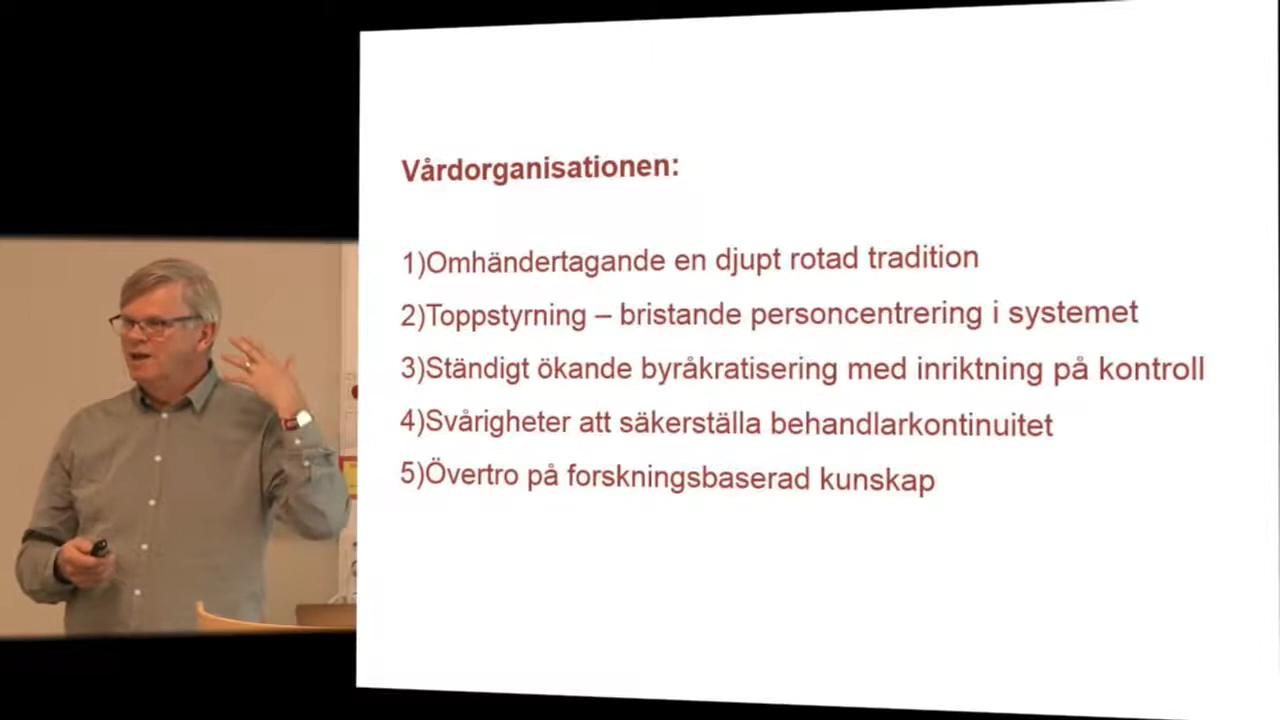 Vårdorganisationen:
1)Omhändertagande en djupt rotad tradition
2)Toppstyrning – bristande personcentrering i systemet
3)Ständigt ökande byråkratisering med inriktning på kontroll
4)Svårigheter att säkerställa behandlarkontinuitet
5)Övertro på forskningsbaserad kunskap